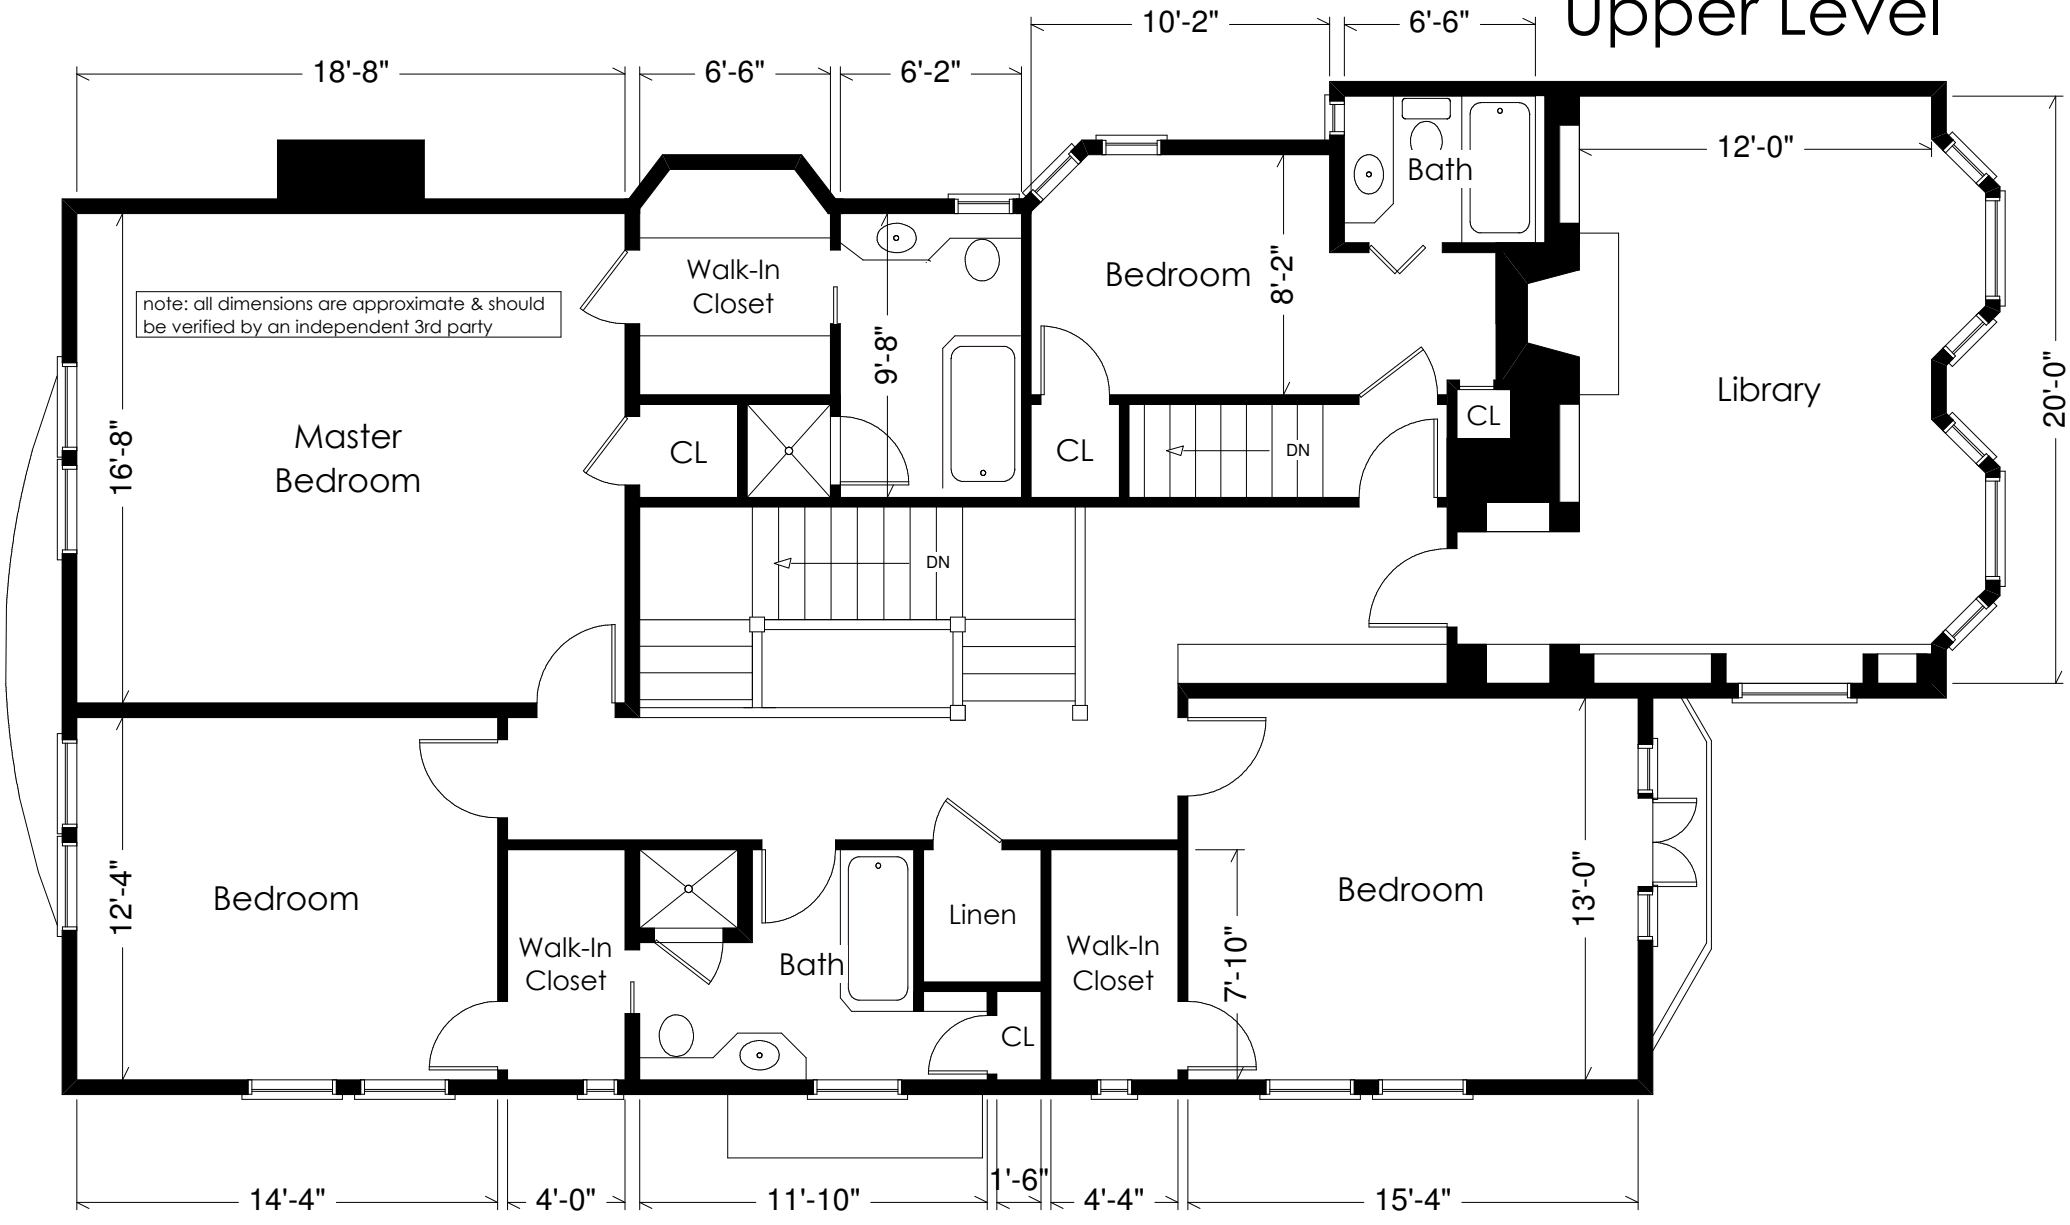 Upper Level
10'-2"
6'-6"
18'-8"
6'-6"
6'-2"
12'-0"
Bath
Walk-In
Closet
Bedroom
8'-2"
note: all dimensions are approximate & should
be verified by an independent 3rd party
9'-8"
20'-0"
Library
Master
Bedroom
16'-8"
CL
CL
DN
CL
DN
Bedroom
12'-4"
Bedroom
13'-0"
Linen
Walk-In
Closet
Bath
Walk-In
Closet
7'-10"
CL
14'-4"
4'-0"
11'-10"
1'-6"
4'-4"
15'-4"